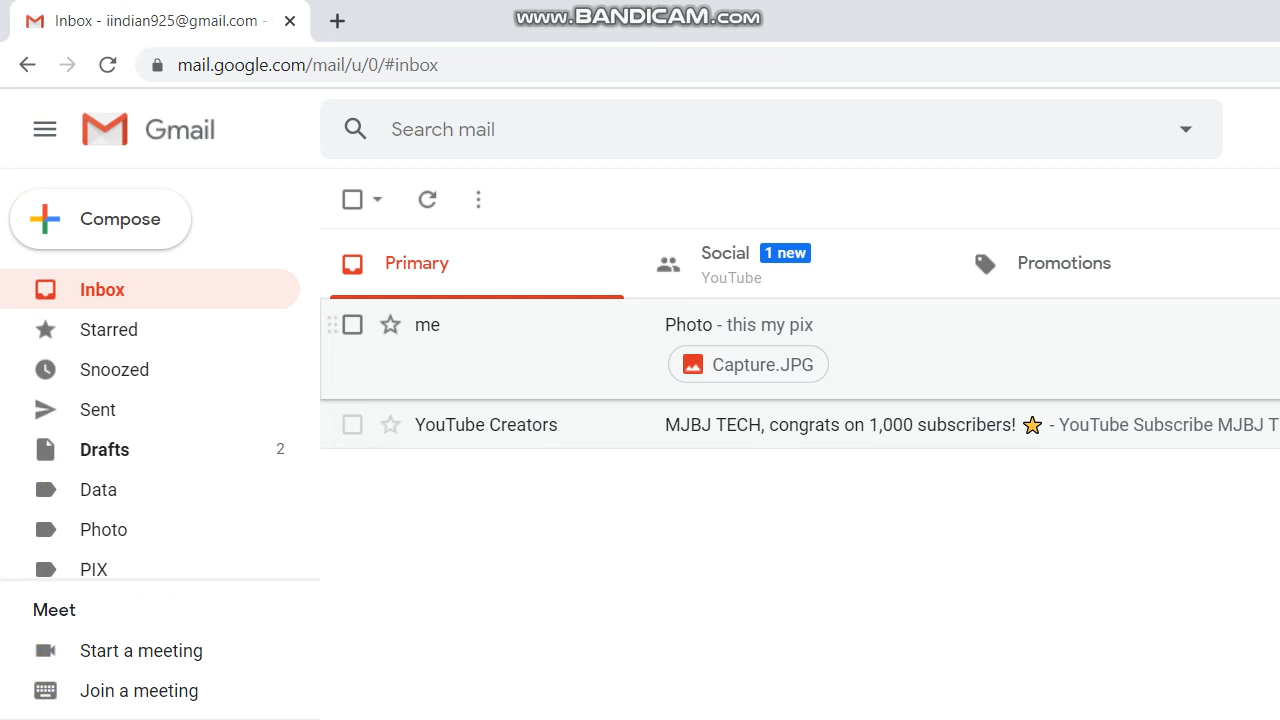 Inbox - iindian925@gmail.com -
www.BANDICAM.com
mail.google.com/mail/u/0/#inbox
Gmail
Search mail
Compose
Primary
Social 1 new
YouTube
Promotions
Inbox
Starred
Snoozed
Sent
Drafts 2
Data
Photo
PIX
me Photo - this my pix
Capture.JPG
YouTube Creators MJBJ TECH, congrats on 1,000 subscribers! ⭐ - YouTube Subscribe MJBJ T
Meet
Start a meeting
Join a meeting